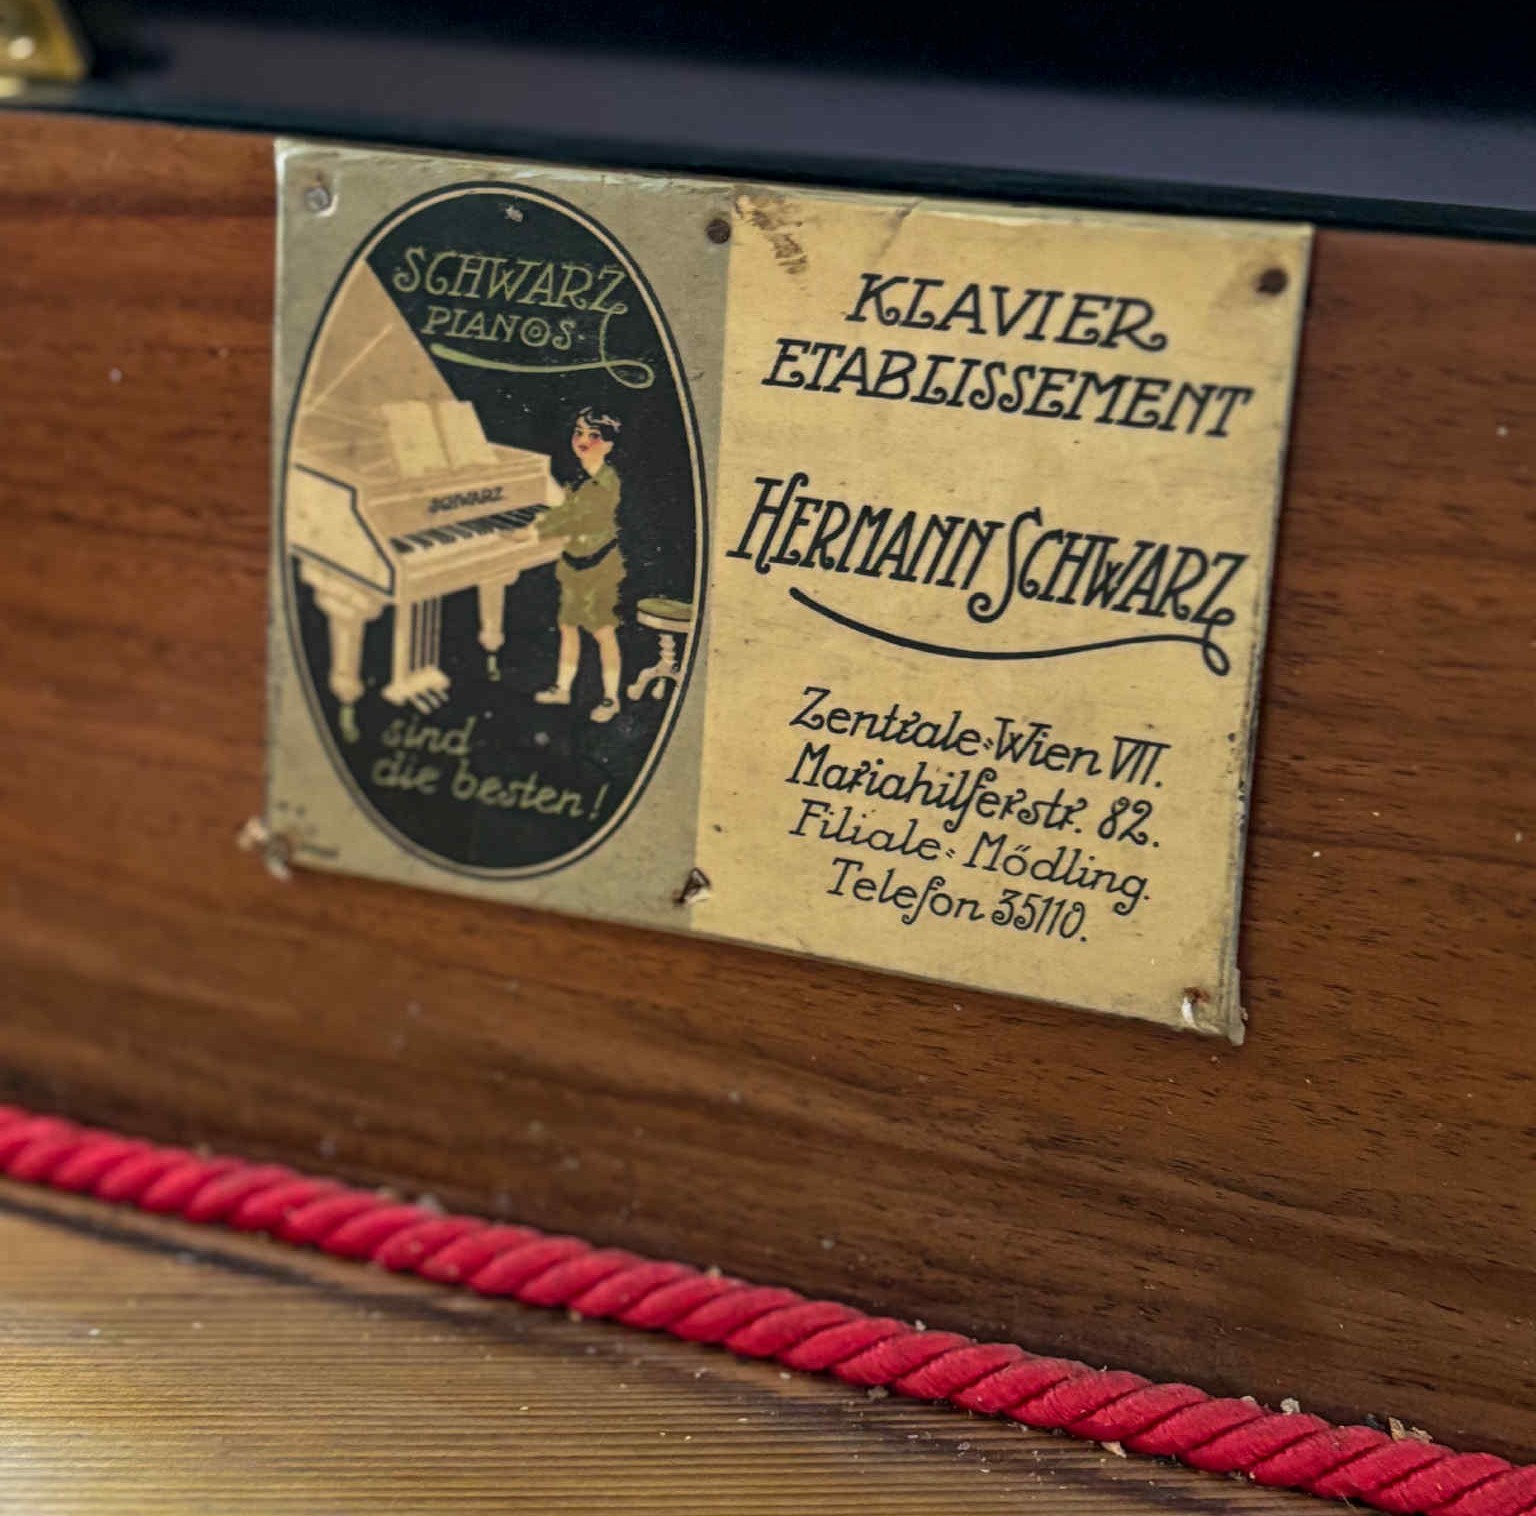 SCHWARZ
PIANOS
SCHWARZ
sind
die besten!
KLAVIER
ETABLISSEMENT
HERMANN SCHWARZ
Zentrale=Wien VII.
Mariahilferstr. 82.
Filiale= Mödling.
Telefon 35110.